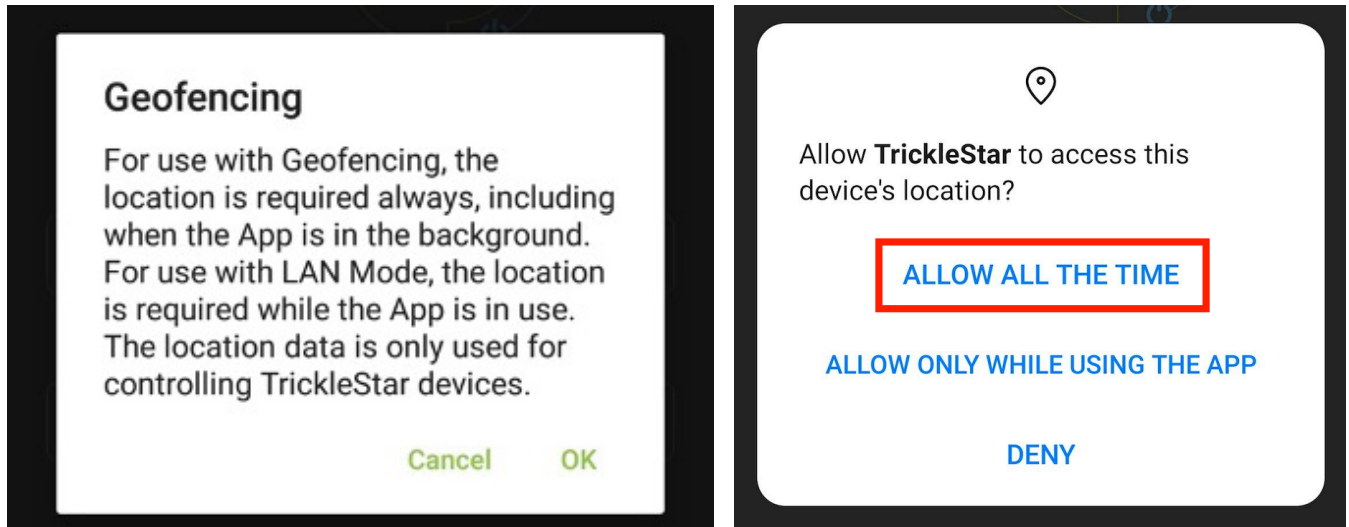 Geofencing
For use with Geofencing, the
location is required always, including
when the App is in the background.
For use with LAN Mode, the location
is required while the App is in use.
The location data is only used for
controlling TrickleStar devices.
Cancel OK
Allow TrickleStar to access this
device's location?
ALLOW ALL THE TIME
ALLOW ONLY WHILE USING THE APP
DENY